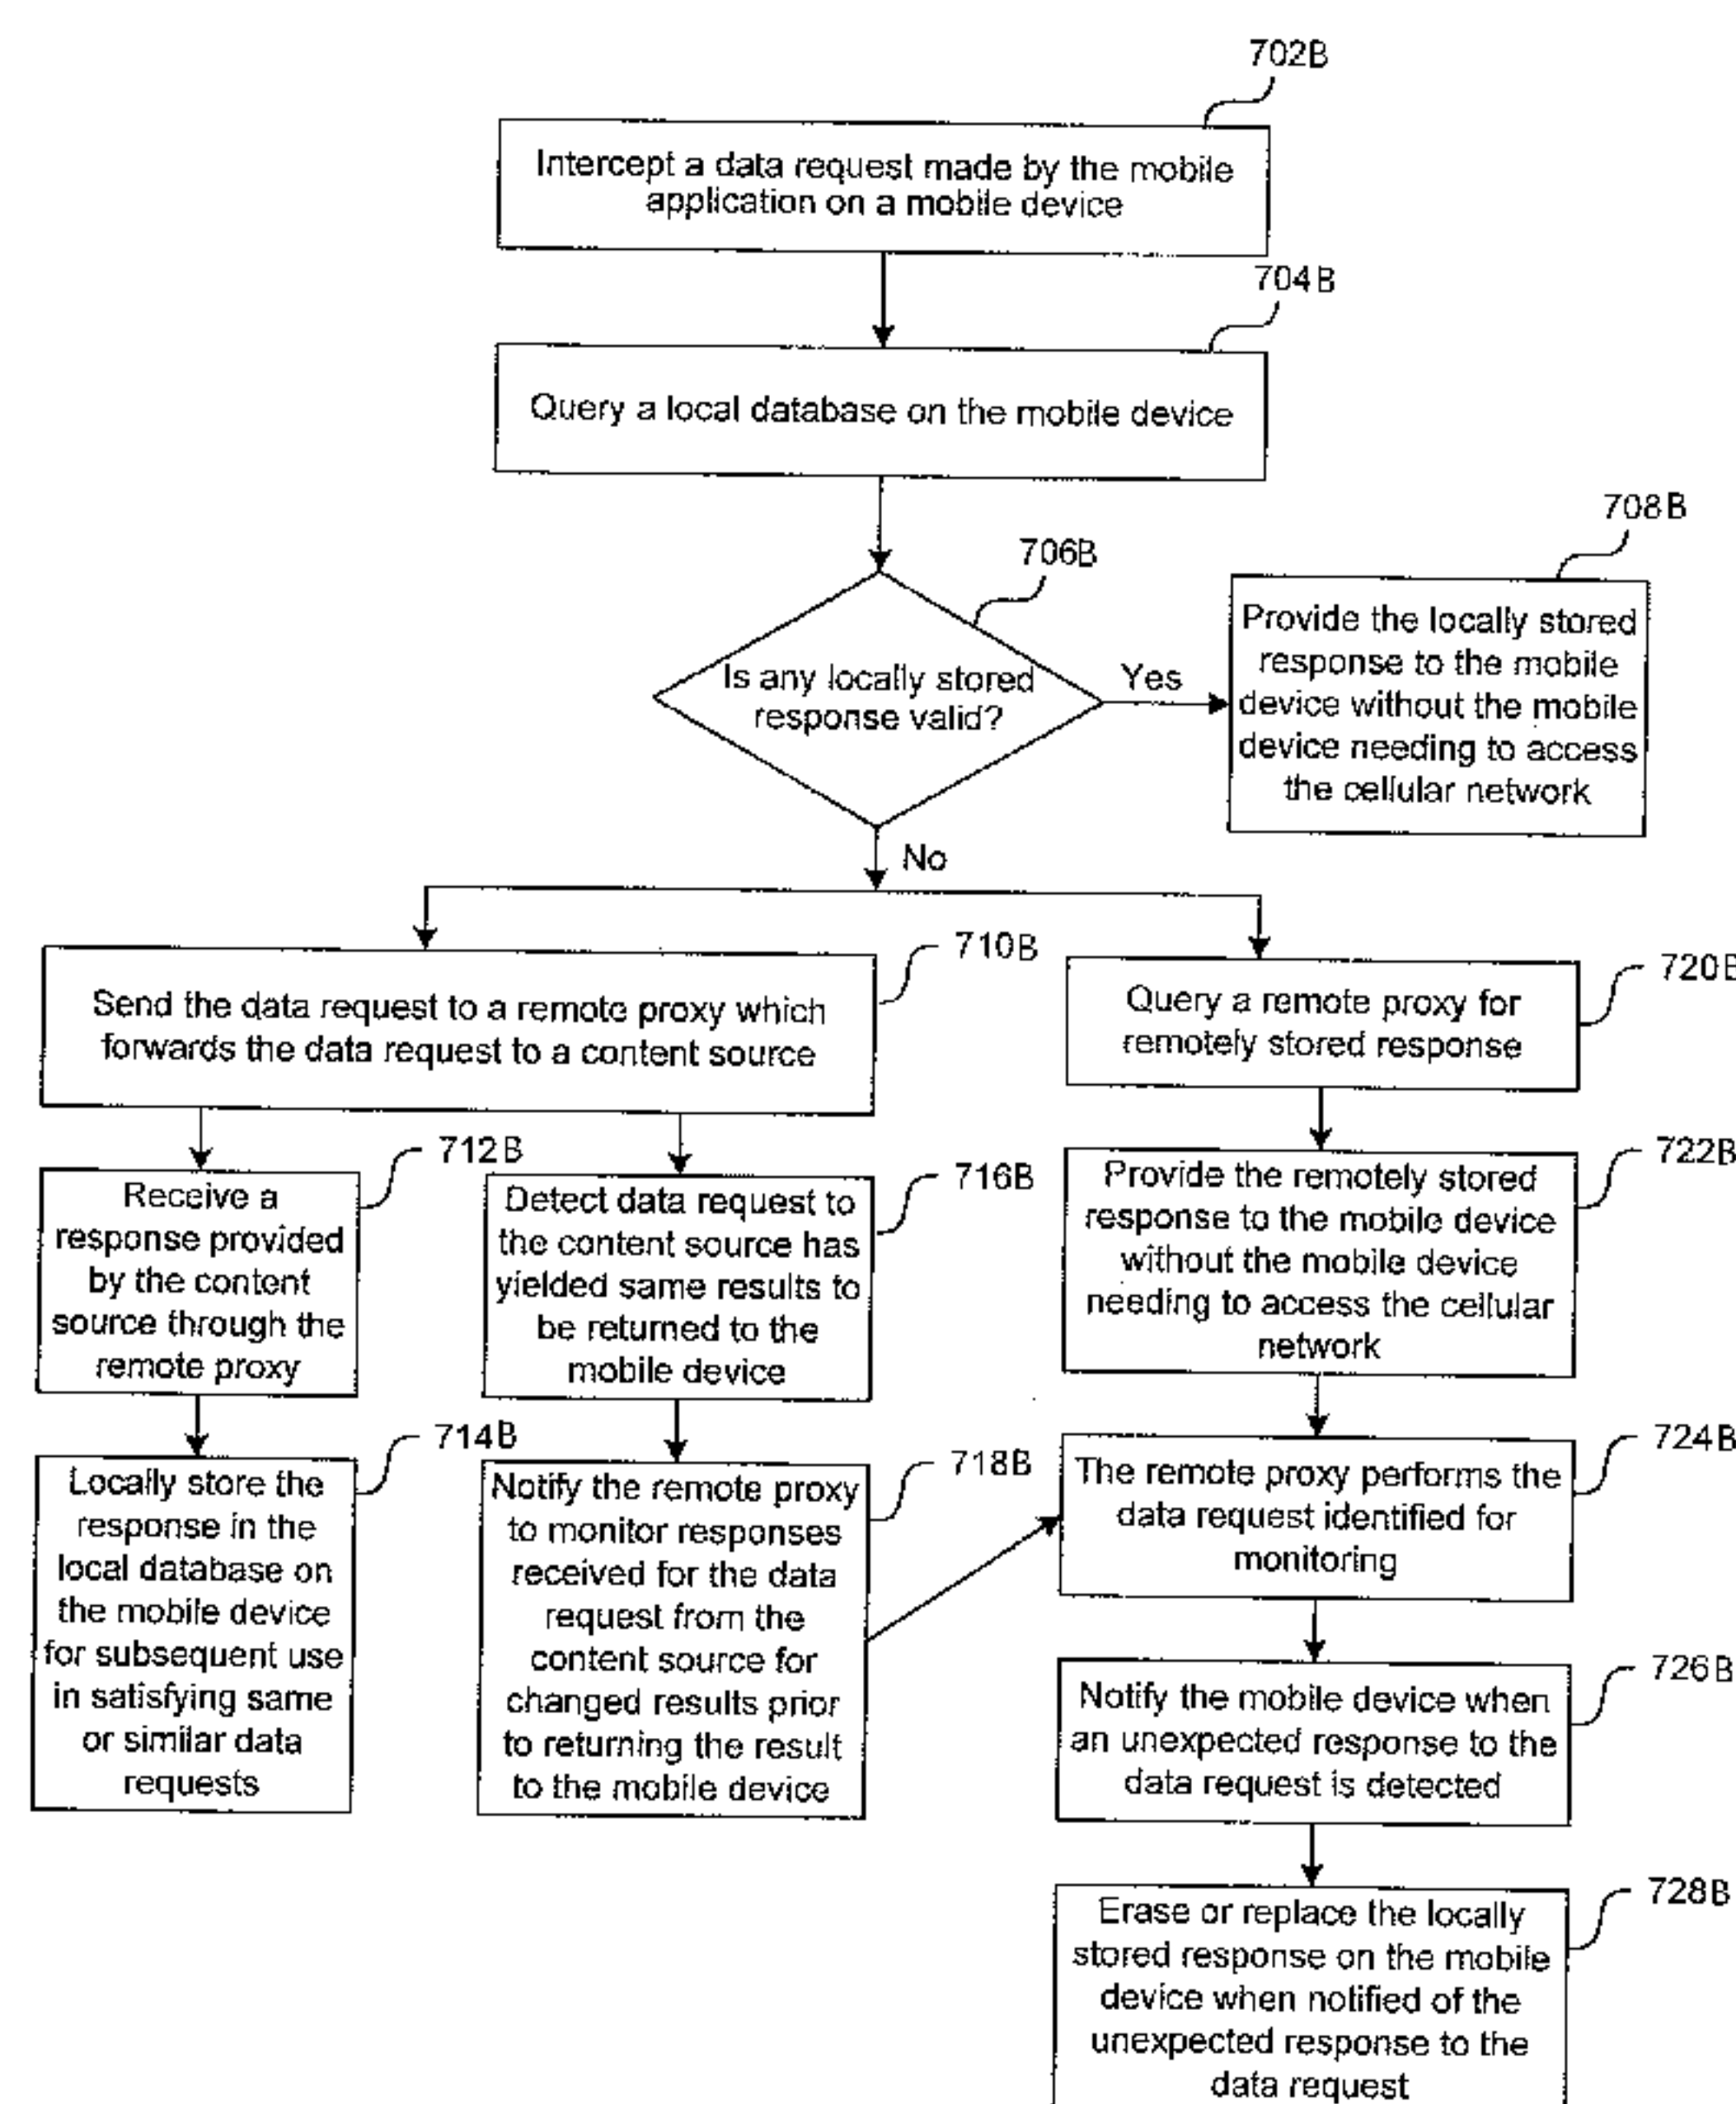 702B
Intercept a data request made by the mobile
application on a mobile device
704B
Query a local database on the mobile device
706B
Is any locally stored
response valid?
Yes
708B
Provide the locally stored
response to the mobile
device without the mobile
device needing to access
the cellular network
No
710B
Send the data request to a remote proxy which
forwards the data request to a content source
712B
Receive a
response provided
by the content
source through the
remote proxy
714B
Locally store the
response in the
local database on
the mobile device
for subsequent use
in satisfying same
or similar data
requests
716B
Detect data request to
the content source has
yielded same results to
be returned to the
mobile device
718B
Notify the remote proxy
to monitor responses
received for the data
request from the
content source for
changed results prior
to returning the result
to the mobile device
720B
Query a remote proxy for
remotely stored response
722B
Provide the remotely stored
response to the mobile device
without the mobile device
needing to access the cellular
network
724B
The remote proxy performs the
data request identified for
monitoring
726B
Notify the mobile device when
an unexpected response to the
data request is detected
728B
Erase or replace the locally
stored response on the mobile
device when notified of the
unexpected response to the
data request